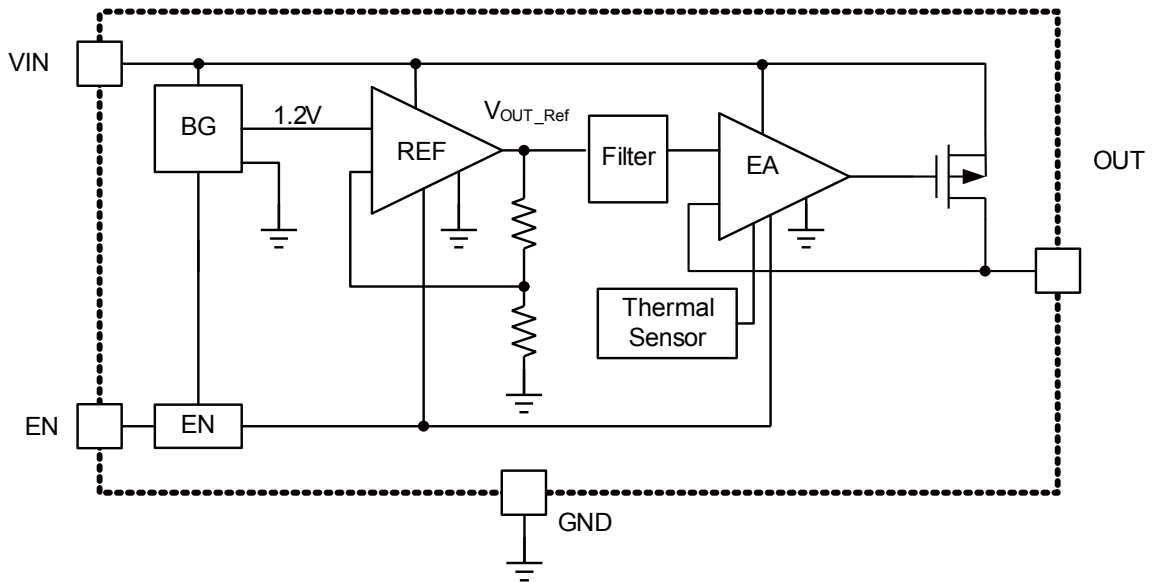 VIN
BG
1.2V
REF
VOUT_Ref
Filter
EA
OUT
Thermal
Sensor
EN
EN
GND